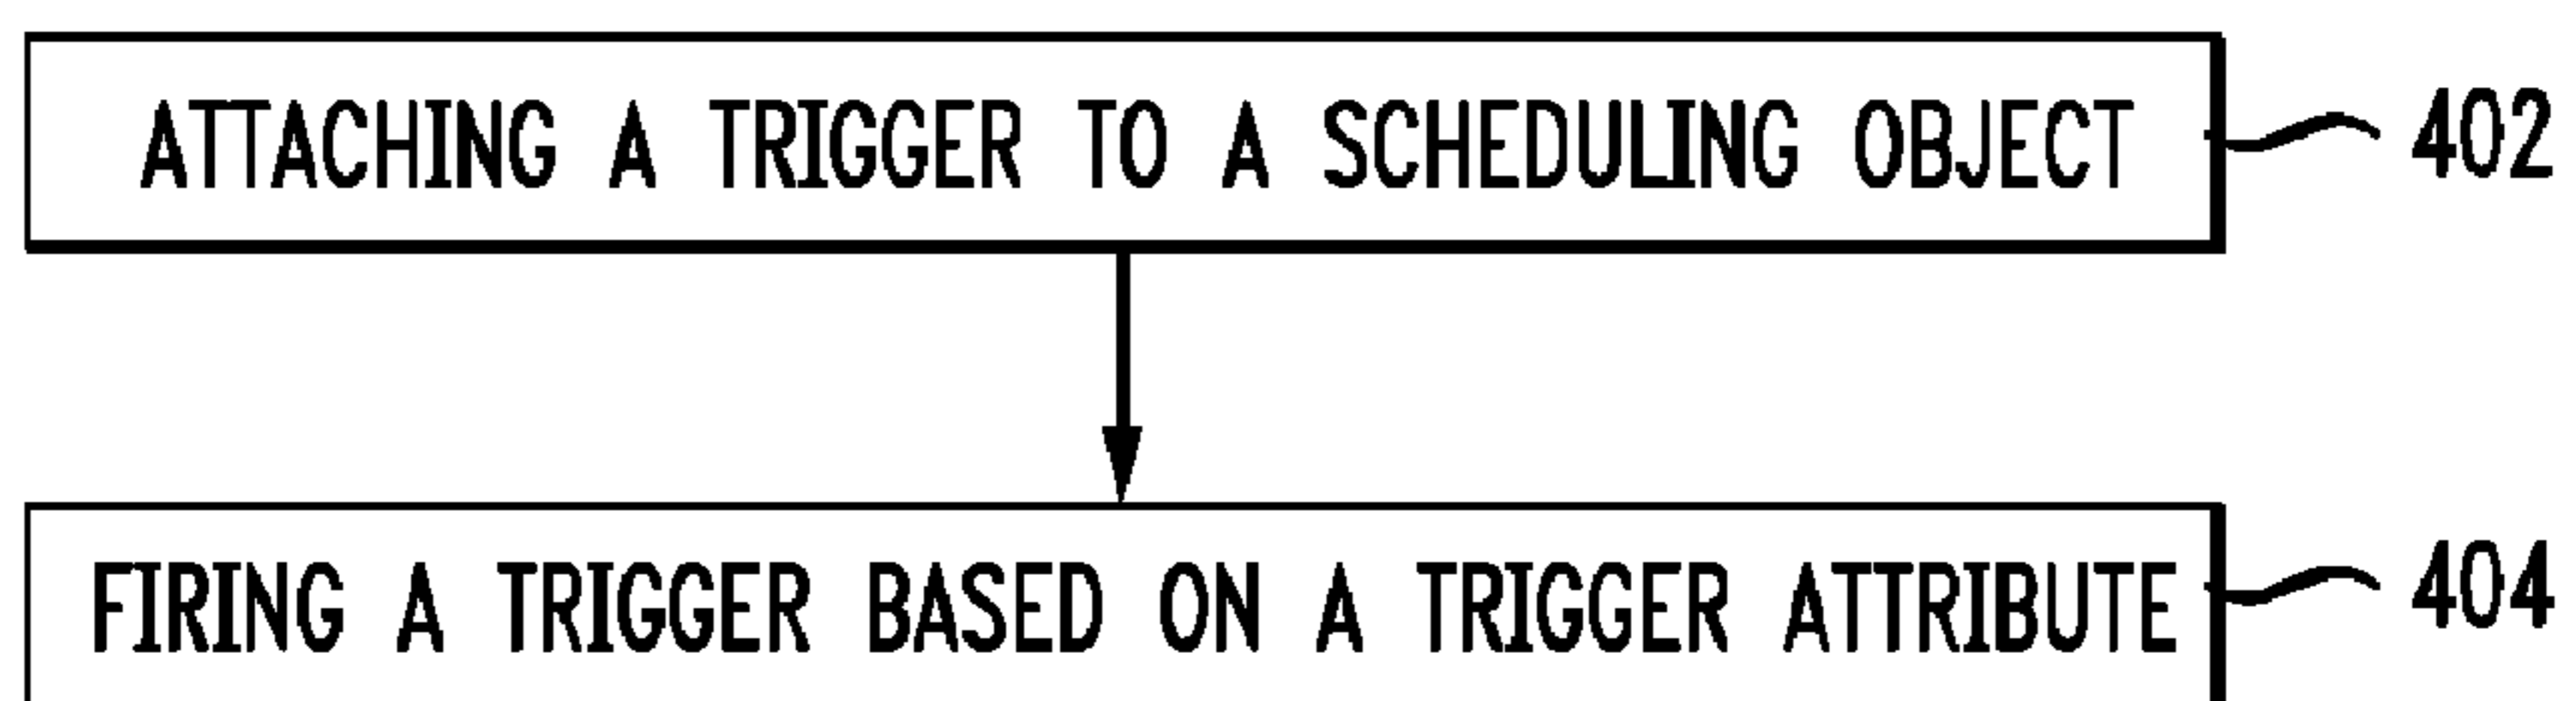 ATTACHING A TRIGGER TO A SCHEDULING OBJECT 402
FIRING A TRIGGER BASED ON A TRIGGER ATTRIBUTE 404